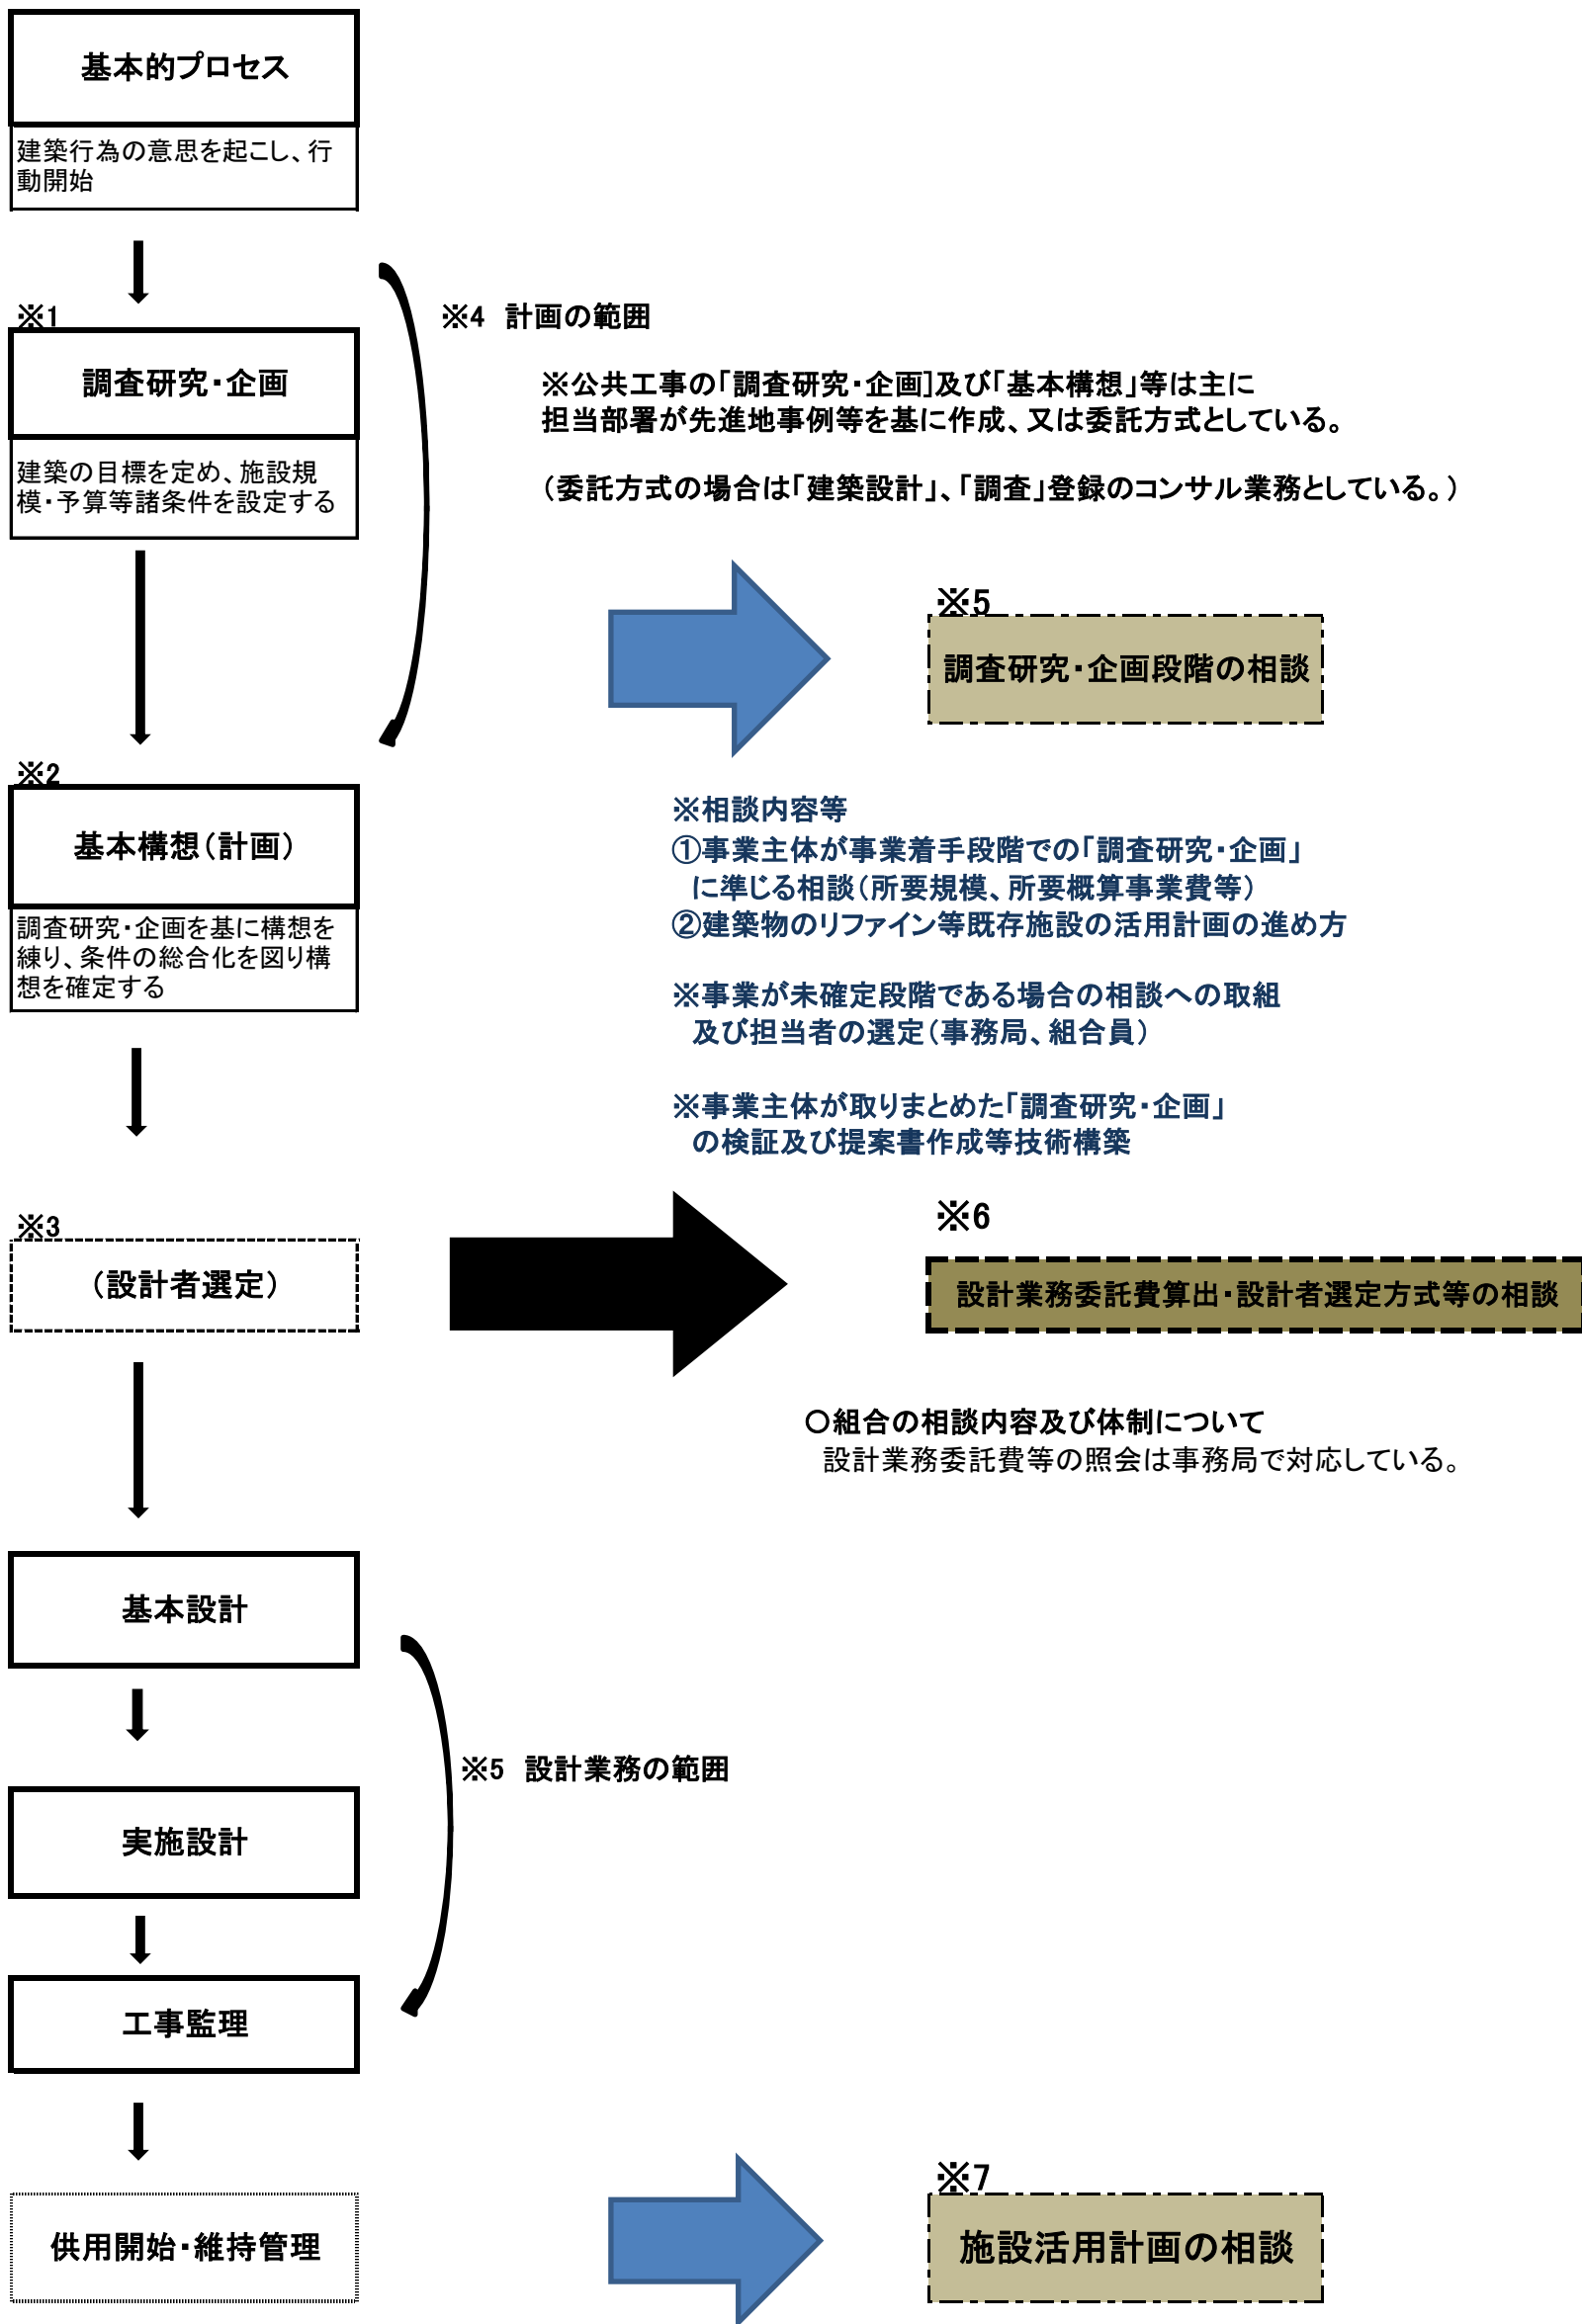 基本的プロセス
建築行為の意思を起こし、行
動開始
※1
調査研究・企画
建築の目標を定め、施設規
模・予算等諸条件を設定する
※4 計画の範囲
※公共工事の「調査研究・企画]及び「基本構想」等は主に
担当部署が先進地事例等を基に作成、又は委託方式としている。
（委託方式の場合は「建築設計」、「調査」登録のコンサル業務としている。）
※5
調査研究・企画段階の相談
※2
基本構想（計画）
調査研究・企画を基に構想を
練り、条件の総合化を図り構
想を確定する
※相談内容等
①事業主体が事業着手段階での「調査研究・企画」
に準じる相談（所要規模、所要概算事業費等）
②建築物のリファイン等既存施設の活用計画の進め方
※事業が未確定段階である場合の相談への取組
及び担当者の選定（事務局、組合員）
※事業主体が取りまとめた「調査研究・企画」
の検証及び提案書作成等技術構築
※3
（設計者選定）
※6
設計業務委託費算出・設計者選定方式等の相談
○組合の相談内容及び体制について
設計業務委託費等の照会は事務局で対応している。
基本設計
※5 設計業務の範囲
実施設計
工事監理
供用開始・維持管理
※7
施設活用計画の相談